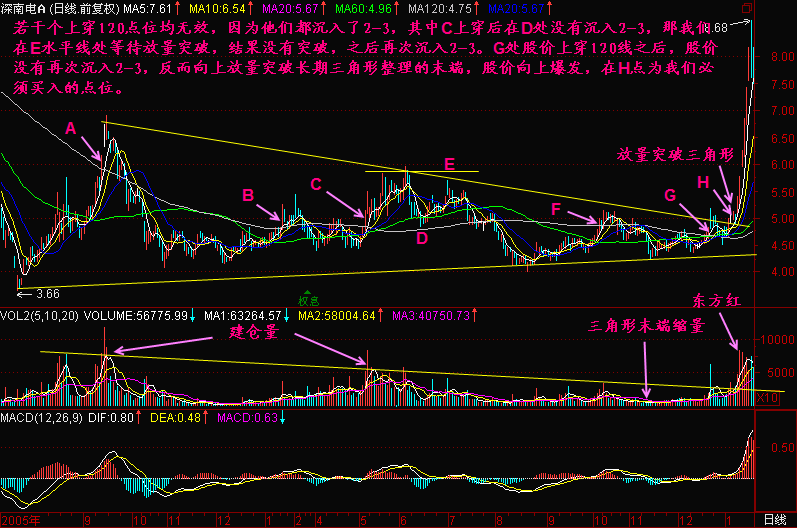 深南电A (日线.前复权) MA5:7.61↑ MA10:6.54↑ MA20:5.67↑ MA60:4.96↑ MA120:4.75↑ MA20:5.67↑
若干个上穿120点位均无效,因为他们都沉入了2-3,其中C上穿后在D处没有沉入2-3,那我们
在E水平线处等待放量突破,结果没有突破,之后再次沉入2-3。G处股价上穿120线之后,股价
没有再次沉入2-3,反而向上放量突破长期三角形整理的末端,股价向上爆发,在H点为我们必
须买入的点位。
8.68
8.00
7.50
7.00
6.50
6.00
5.50
5.00
4.50
4.00
A
B
C
D
E
F
G
H
放量突破三角形
3.66
权息
VOL2(5,10,20) VOLUME:56775.99↓ MA1:63264.57↓ MA2:58004.64↑ MA3:40750.73↑
东方红
建仓量
三角形末端缩量
10000
5000
X10
MACD(12,26,9) DIF:0.80↑ DEA:0.48↑ MACD:0.63↓
0.50
2005年 9 10 11 12 1 2 4 5 6 7 8 9 10 11 12 1 日线